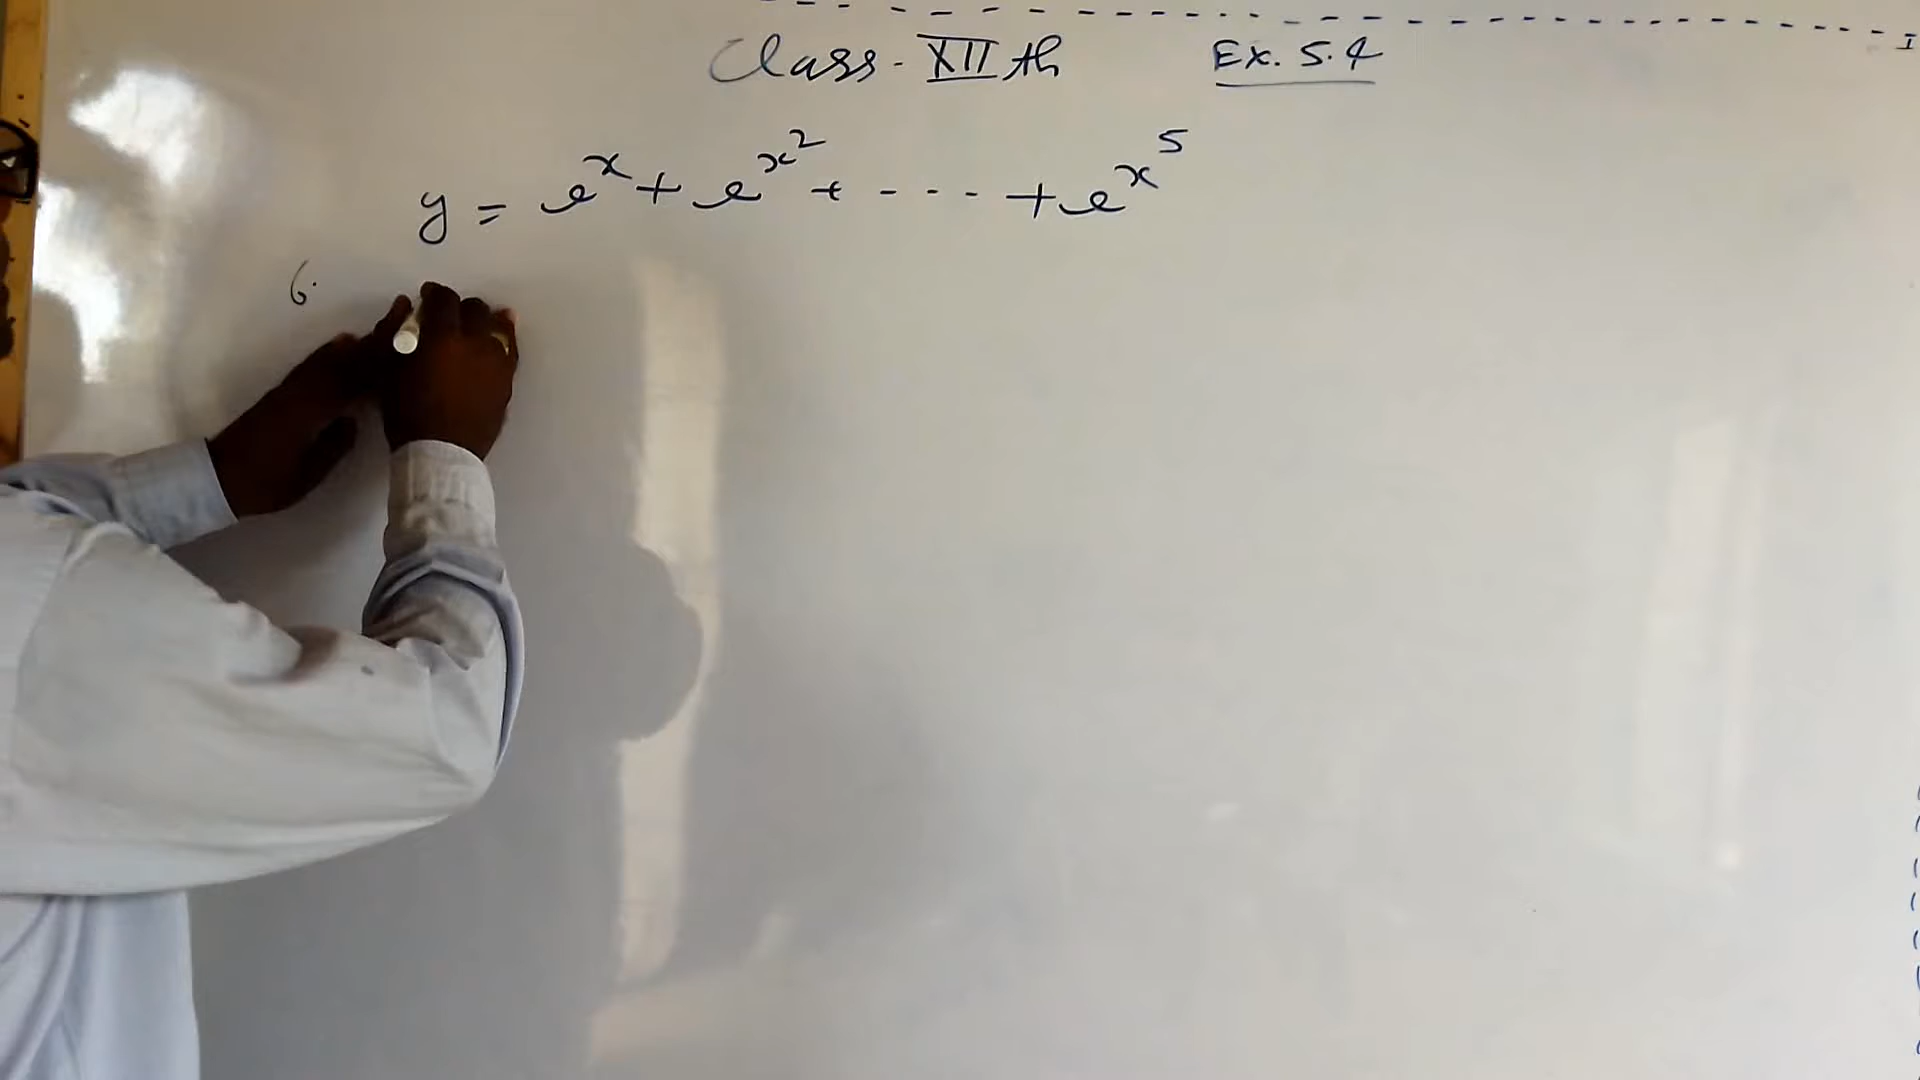 Class - XII th Ex. 5.4
y = e^x + e^x^2 + - - - + e^x^5
6.